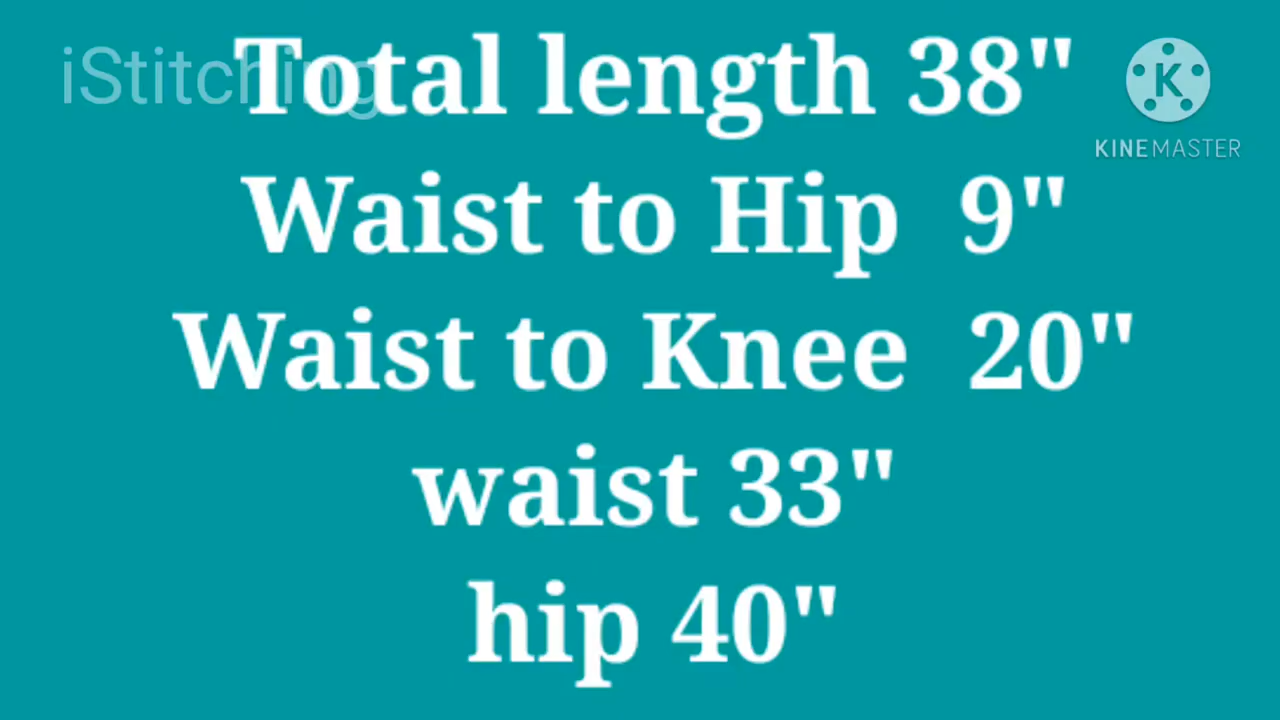 iStitching
Total length 38"
KINEMASTER
Waist to Hip 9"
Waist to Knee 20"
waist 33"
hip 40"